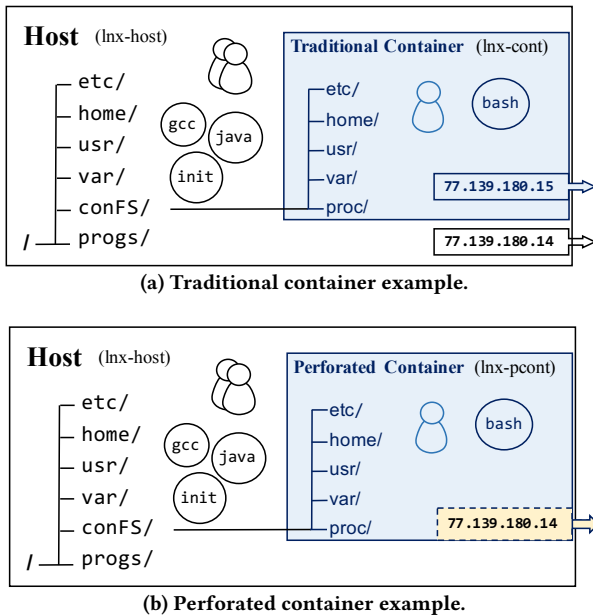 Host (lnx-host)
Traditional Container (lnx-cont)
etc/
home/
usr/
var/
conFS/
/
progs/
gcc
java
init
etc/
home/
usr/
var/
proc/
bash
77.139.180.15
77.139.180.14
(a) Traditional container example.
Host (lnx-host)
Perforated Container (lnx-pcont)
etc/
home/
usr/
var/
conFS/
/
progs/
gcc
java
init
etc/
home/
usr/
var/
proc/
bash
77.139.180.14
(b) Perforated container example.